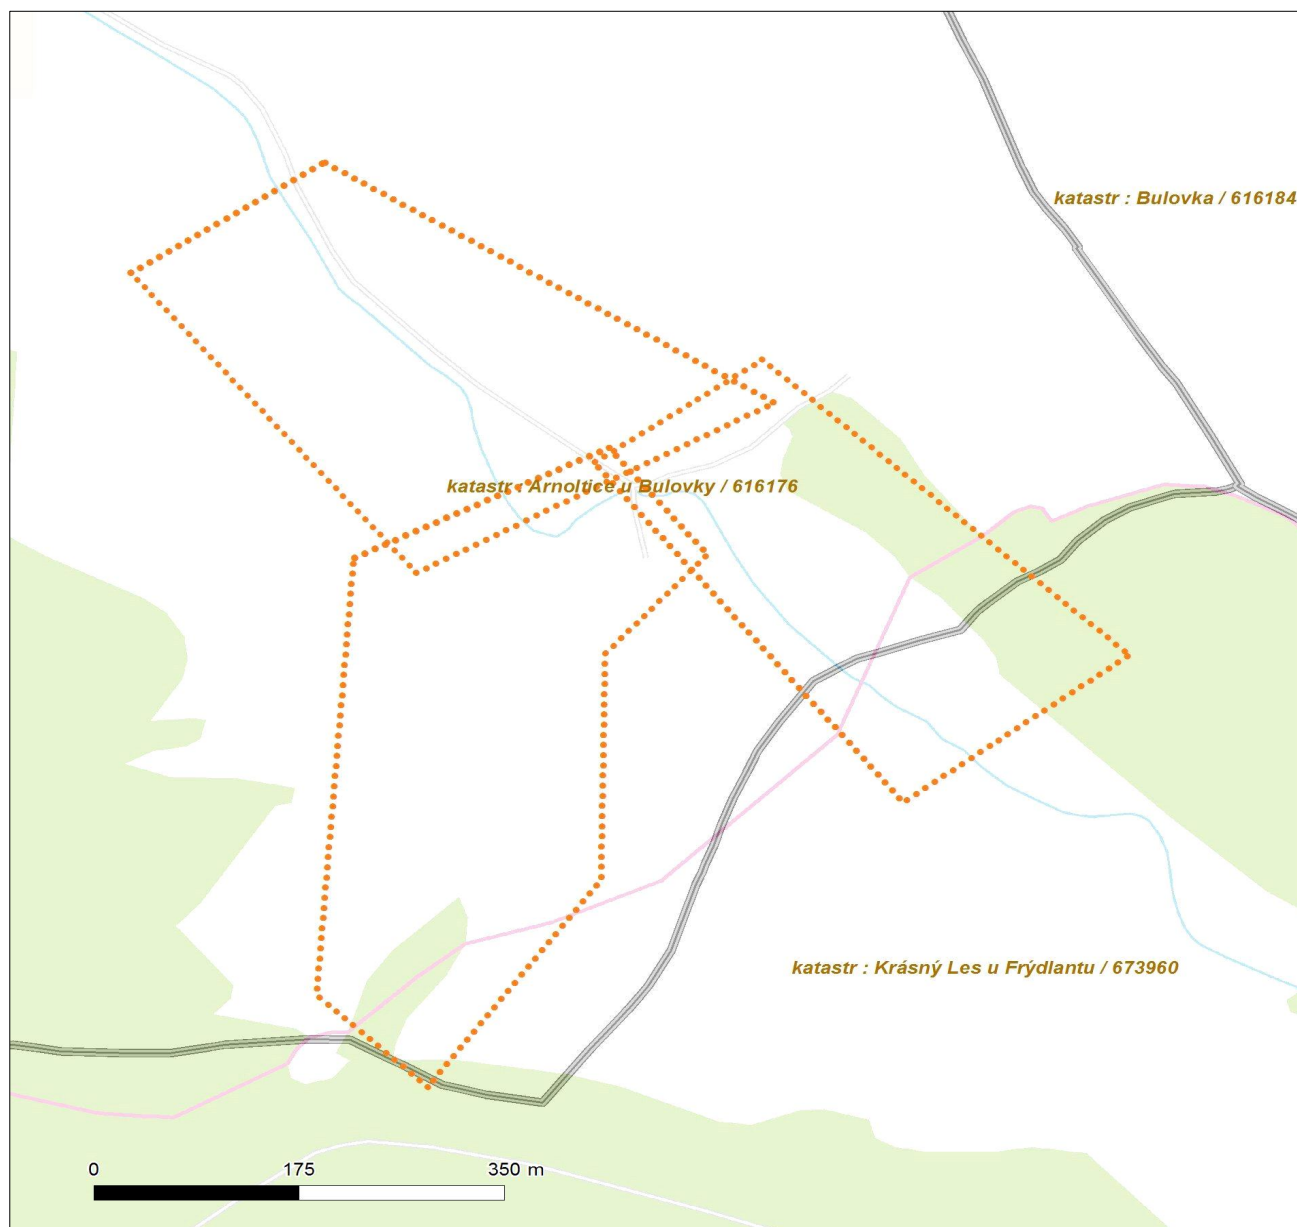 katastr : Bulovka / 616184
katastr : Arnoltice u Bulovky / 616176
katastr : Krásný Les u Frýdlantu / 673960
0 175 350 m